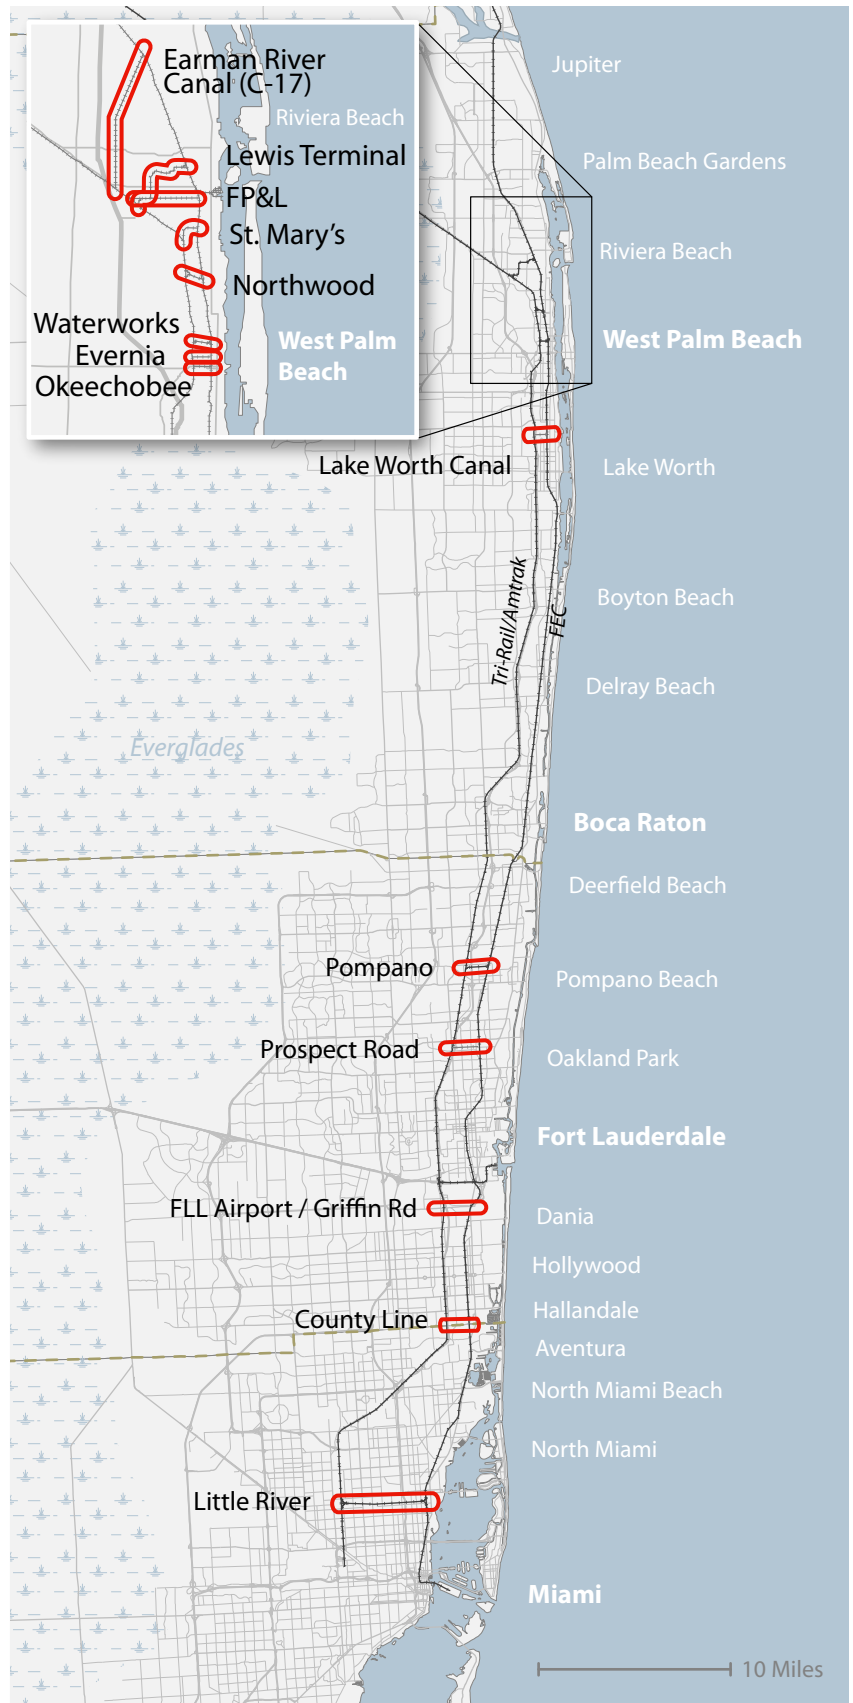 Earman River
Canal (C-17)
Riviera Beach
Lewis Terminal
FP&L
St. Mary's
Northwood
Waterworks
Evernia
Okeechobee
West Palm
Beach
Jupiter
Palm Beach Gardens
Riviera Beach
West Palm Beach
Lake Worth Canal
Lake Worth
Tri-Rail/Amtrak
FEC
Boyton Beach
Delray Beach
Everglades
Boca Raton
Deerfield Beach
Pompano
Pompano Beach
Prospect Road
Oakland Park
Fort Lauderdale
FLL Airport / Griffin Rd
Dania
Hollywood
County Line
Hallandale
Aventura
North Miami Beach
North Miami
Little River
Miami
10 Miles